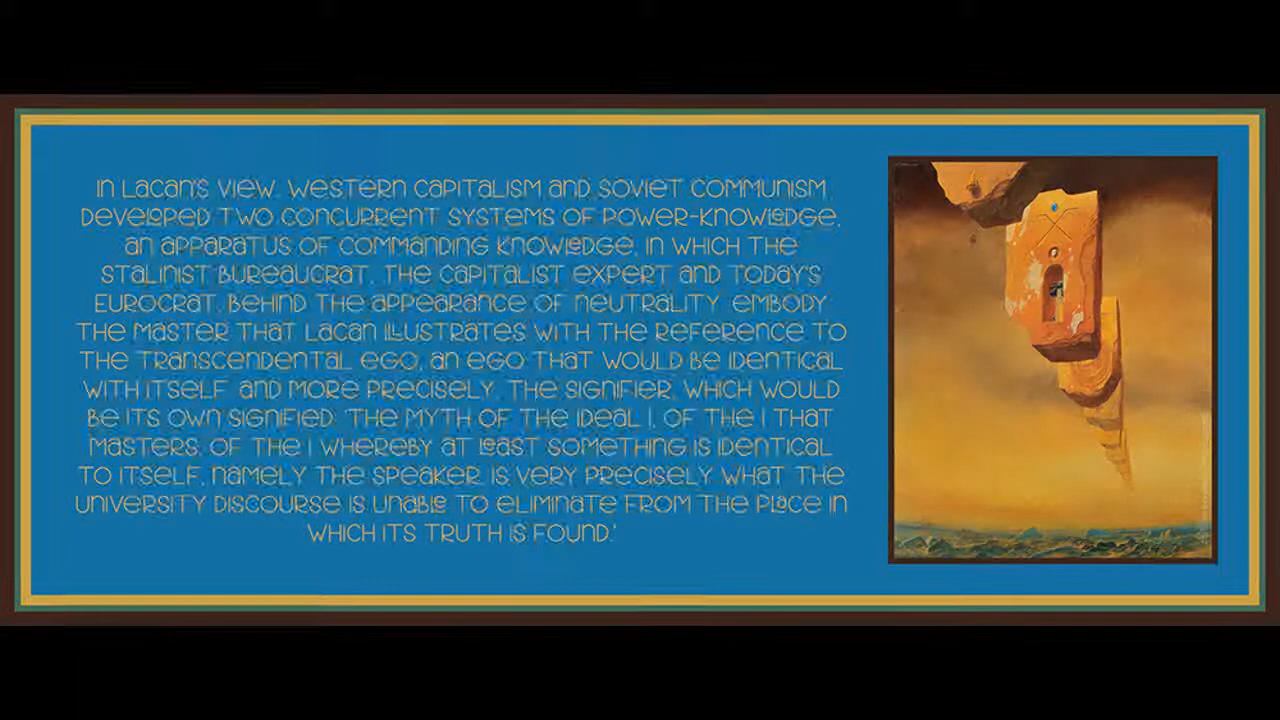 In Lacan's view, Western capitalism and Soviet communism
developed two concurrent systems of power-knowledge,
an apparatus of commanding knowledge, in which the
Stalinist bureaucrat, the capitalist expert and today's
Eurocrat, behind the appearance of neutrality embody
the master that Lacan illustrates with the reference to
the transcendental ego, an ego that would be identical
with itself and more precisely, the signifier, which would
be its own signified: 'The myth of the ideal I, of the I that
masters, of the I whereby at least something is identical
to itself, namely the speaker, is very precisely what the
university discourse is unable to eliminate from the place in
which its truth is found.'